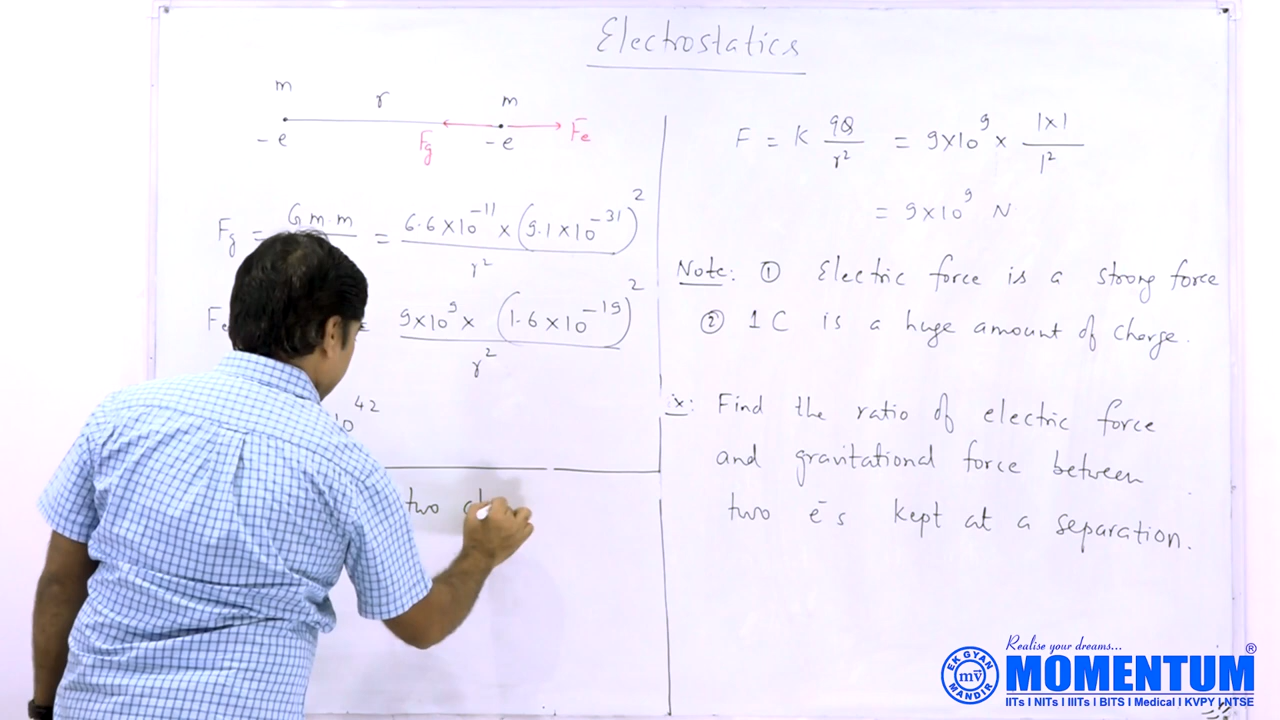 Electrostatics
m
r
m
-e
Fg
-e
Fe
Fg = G m·m = 6.6×10^-11 × (9.1×10^-31)^2 / r^2
= 9×10^9 × (1.6×10^-19)^2 / r^2
10^42
two
F = K qQ / r^2 = 9×10^9 × 1×1 / 1^2
= 9×10^9 N
Note: ① Electric force is a strong force
② 1 C is a huge amount of charge.
x: Find the ratio of electric force
and gravitational force between
two e̅s kept at a separation.
Realise your dreams...
EK GYAN MANDIR
mv
MOMENTUM®
IITs I NITs I IIITs I BITS I Medical I KVPY I NTSE